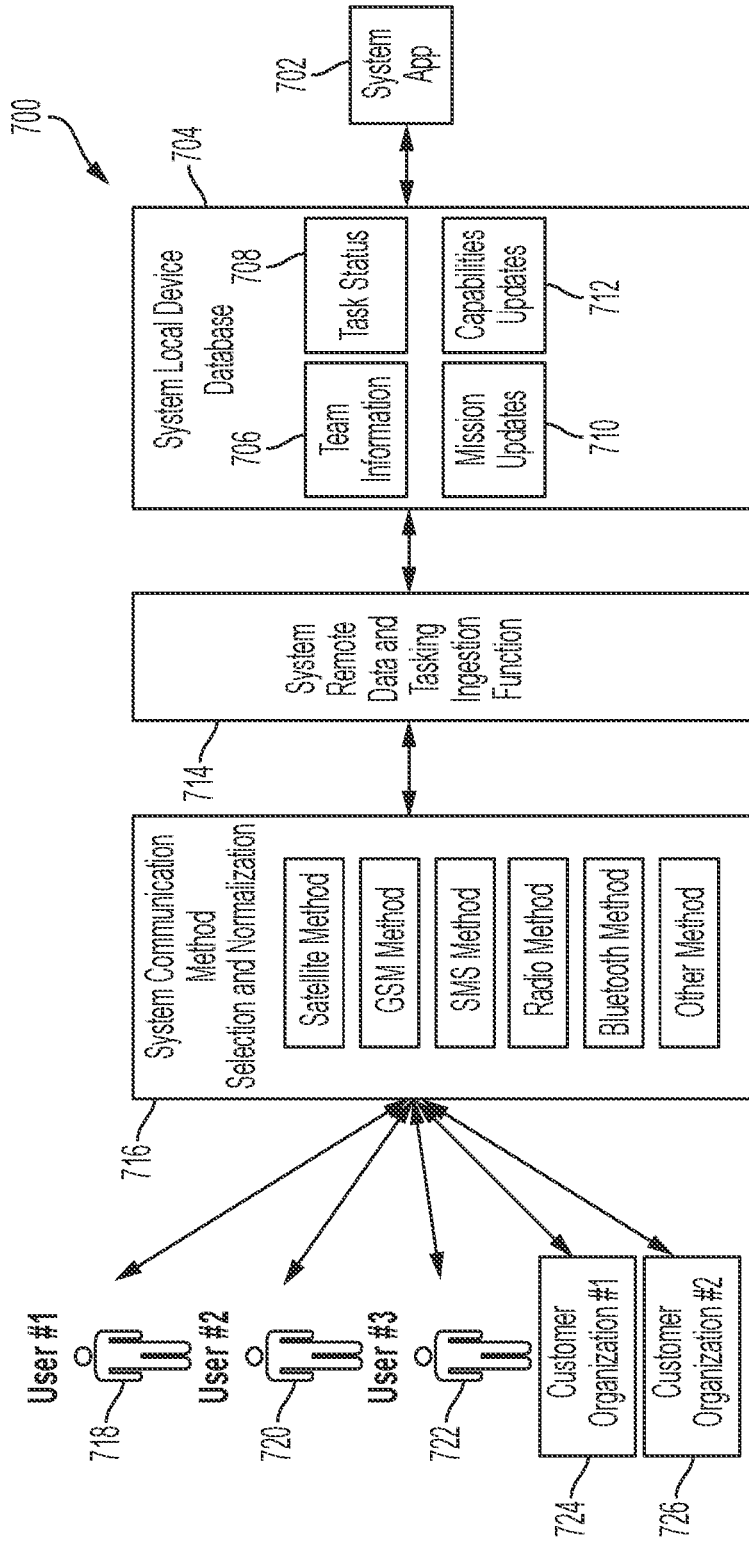 700
User #1
718
User #2
720
User #3
722
Customer
Organization #1
724
Customer
Organization #2
726
716
System Communication
Method
Selection and Normalization
Satellite Method
GSM Method
SMS Method
Radio Method
Bluetooth Method
Other Method
714
System
Remote
Data and
Tasking
Ingestion
Function
704
System Local Device
Database
706
Team
Information
708
Task Status
Mission
Updates
710
Capabilities
Updates
712
702
System
App